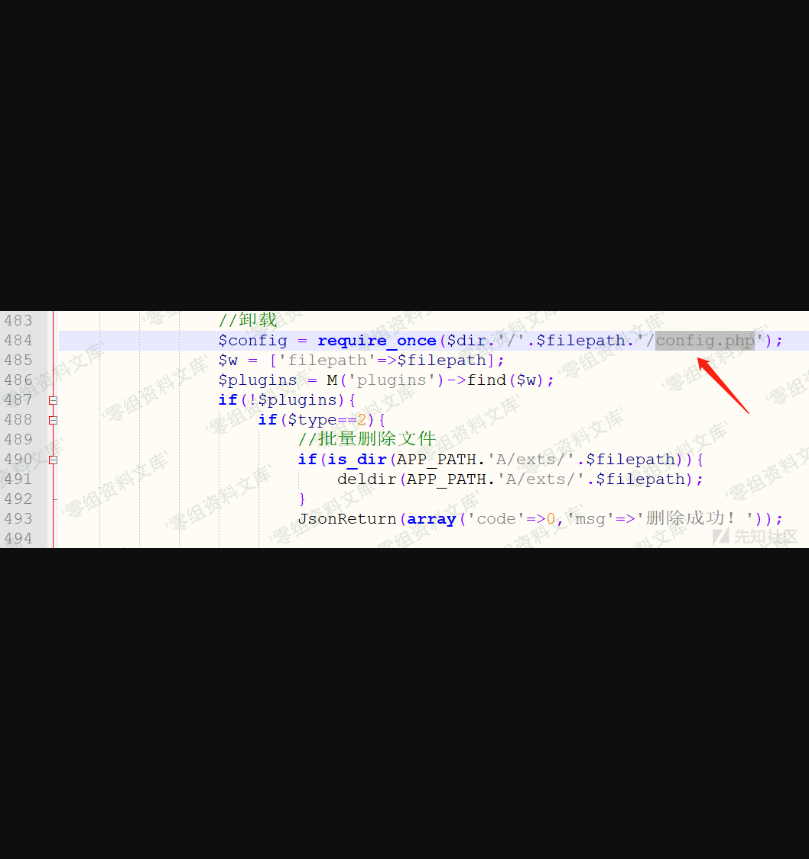 483 //卸载
484 $config = require_once($dir.'/'.$filepath.'/config.php');
485 $w = ['filepath'=>$filepath];
486 $plugins = M('plugins')->find($w);
487 if(!$plugins){
488 if($type==2){
489 //批量删除文件
490 if(is_dir(APP_PATH.'A/exts/'.$filepath)){
491 deldir(APP_PATH.'A/exts/'.$filepath);
492 }
493 JsonReturn(array('code'=>0,'msg'=>'删除成功！'));
494
零组资料文库
先知社区